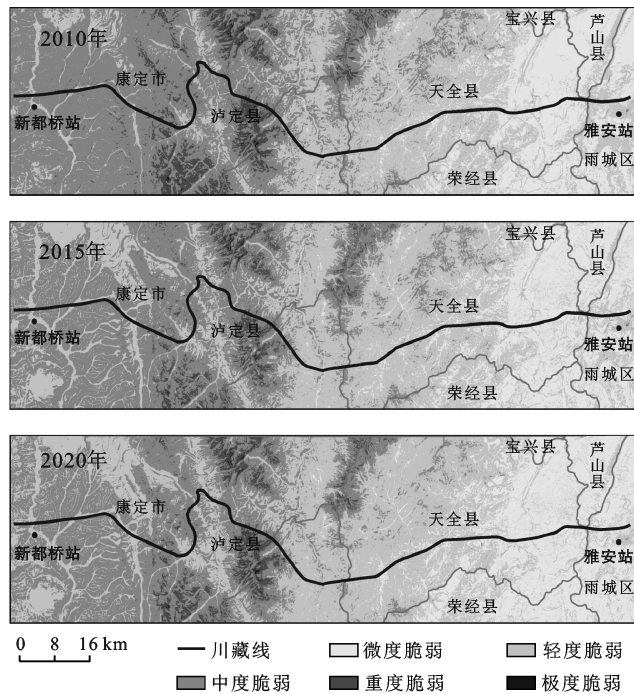 2010年
宝兴县
芦山县
康定市
天全县
新都桥站
泸定县
雅安站
荥经县
雨城区
2015年
宝兴县
芦山县
康定市
天全县
新都桥站
泸定县
雅安站
荥经县
雨城区
2020年
宝兴县
芦山县
康定市
天全县
新都桥站
泸定县
雅安站
荥经县
雨城区
0 8 16 km
川藏线 微度脆弱 轻度脆弱
中度脆弱 重度脆弱 极度脆弱